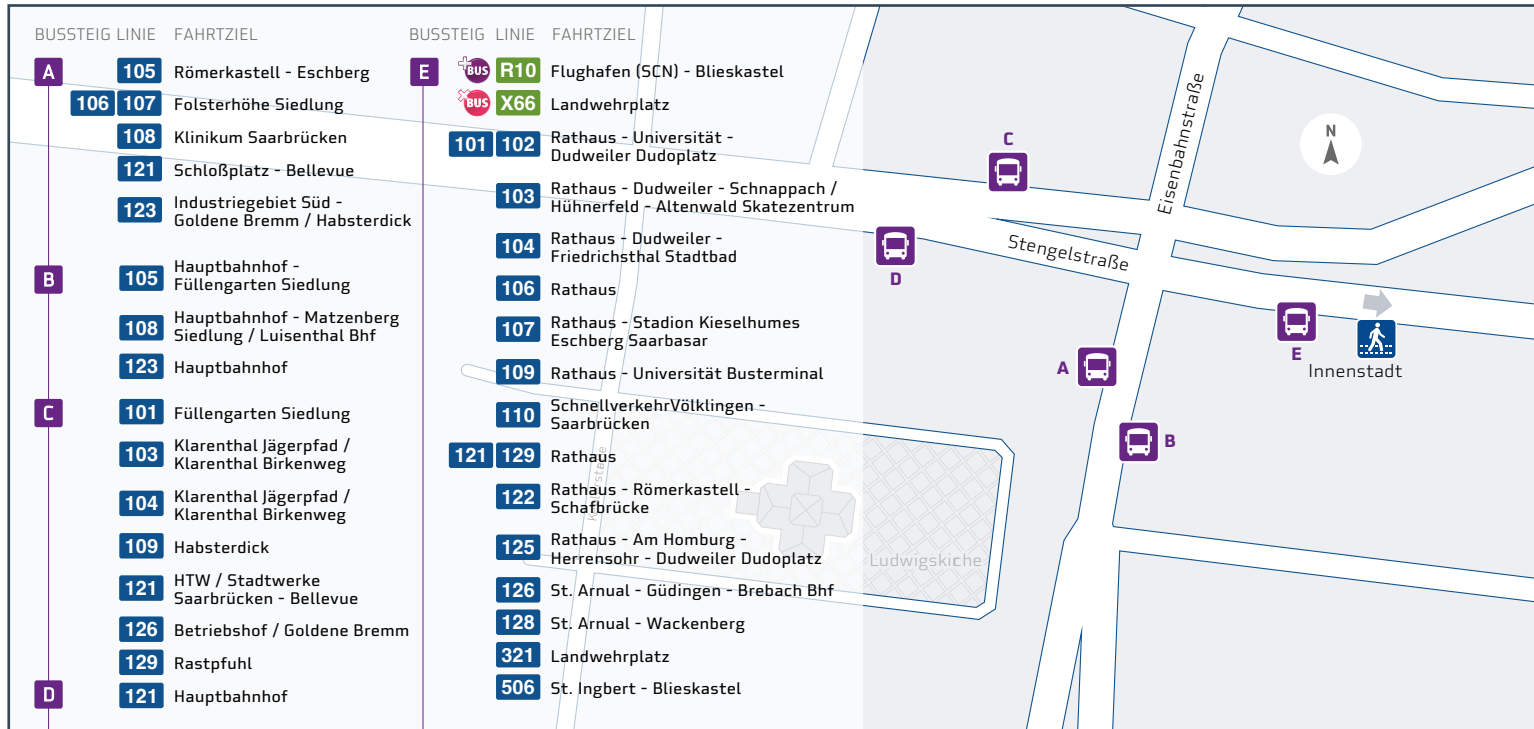 BUSSTEIG LINIE FAHRTZIEL
A 105 Römerkastell - Eschberg
106 107 Folsterhöhe Siedlung
108 Klinikum Saarbrücken
121 Schloßplatz - Bellevue
123 Industriegebiet Süd -
Goldene Bremm / Habsterdick
B 105 Hauptbahnhof -
Füllengarten Siedlung
108 Hauptbahnhof - Matzenberg
Siedlung / Luisenthal Bhf
123 Hauptbahnhof
C 101 Füllengarten Siedlung
103 Klarenthal Jägerpfad /
Klarenthal Birkenweg
104 Klarenthal Jägerpfad /
Klarenthal Birkenweg
109 Habsterdick
121 HTW / Stadtwerke
Saarbrücken - Bellevue
126 Betriebshof / Goldene Bremm
129 Rastpfuhl
D 121 Hauptbahnhof
BUSSTEIG LINIE FAHRTZIEL
E +BUS R10 Flughafen (SCN) - Blieskastel
×BUS X66 Landwehrplatz
101 102 Rathaus - Universität -
Dudweiler Dudoplatz
103 Rathaus - Dudweiler - Schnappach /
Hühnerfeld - Altenwald Skatezentrum
104 Rathaus - Dudweiler -
Friedrichsthal Stadtbad
106 Rathaus
107 Rathaus - Stadion Kieselhumes
Eschberg Saarbasar
109 Rathaus - Universität Busterminal
110 SchnellverkehrVölklingen -
Saarbrücken
121 129 Rathaus
122 Rathaus - Römerkastell -
Schafbrücke
125 Rathaus - Am Homburg -
Herrensohr - Dudweiler Dudoplatz
126 St. Arnual - Güdingen - Brebach Bhf
128 St. Arnual - Wackenberg
321 Landwehrplatz
506 St. Ingbert - Blieskastel
Eisenbahnstraße
N
C
Stengelstraße
D
E
A
Innenstadt
B
Ludwigskirche